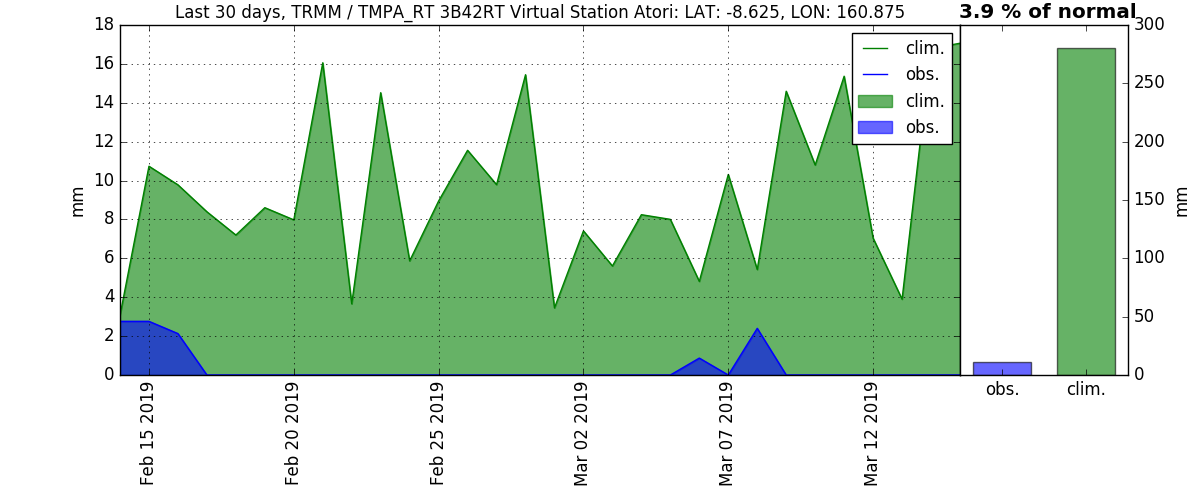 Last 30 days, TRMM / TMPA_RT 3B42RT Virtual Station Atori: LAT: -8.625, LON: 160.875
3.9 % of normal
18
16
14
12
10
8
6
4
2
0
mm
clim.
obs.
clim.
obs.
Feb 15 2019
Feb 20 2019
Feb 25 2019
Mar 02 2019
Mar 07 2019
Mar 12 2019
300
250
200
150
100
50
0
mm
obs.
clim.